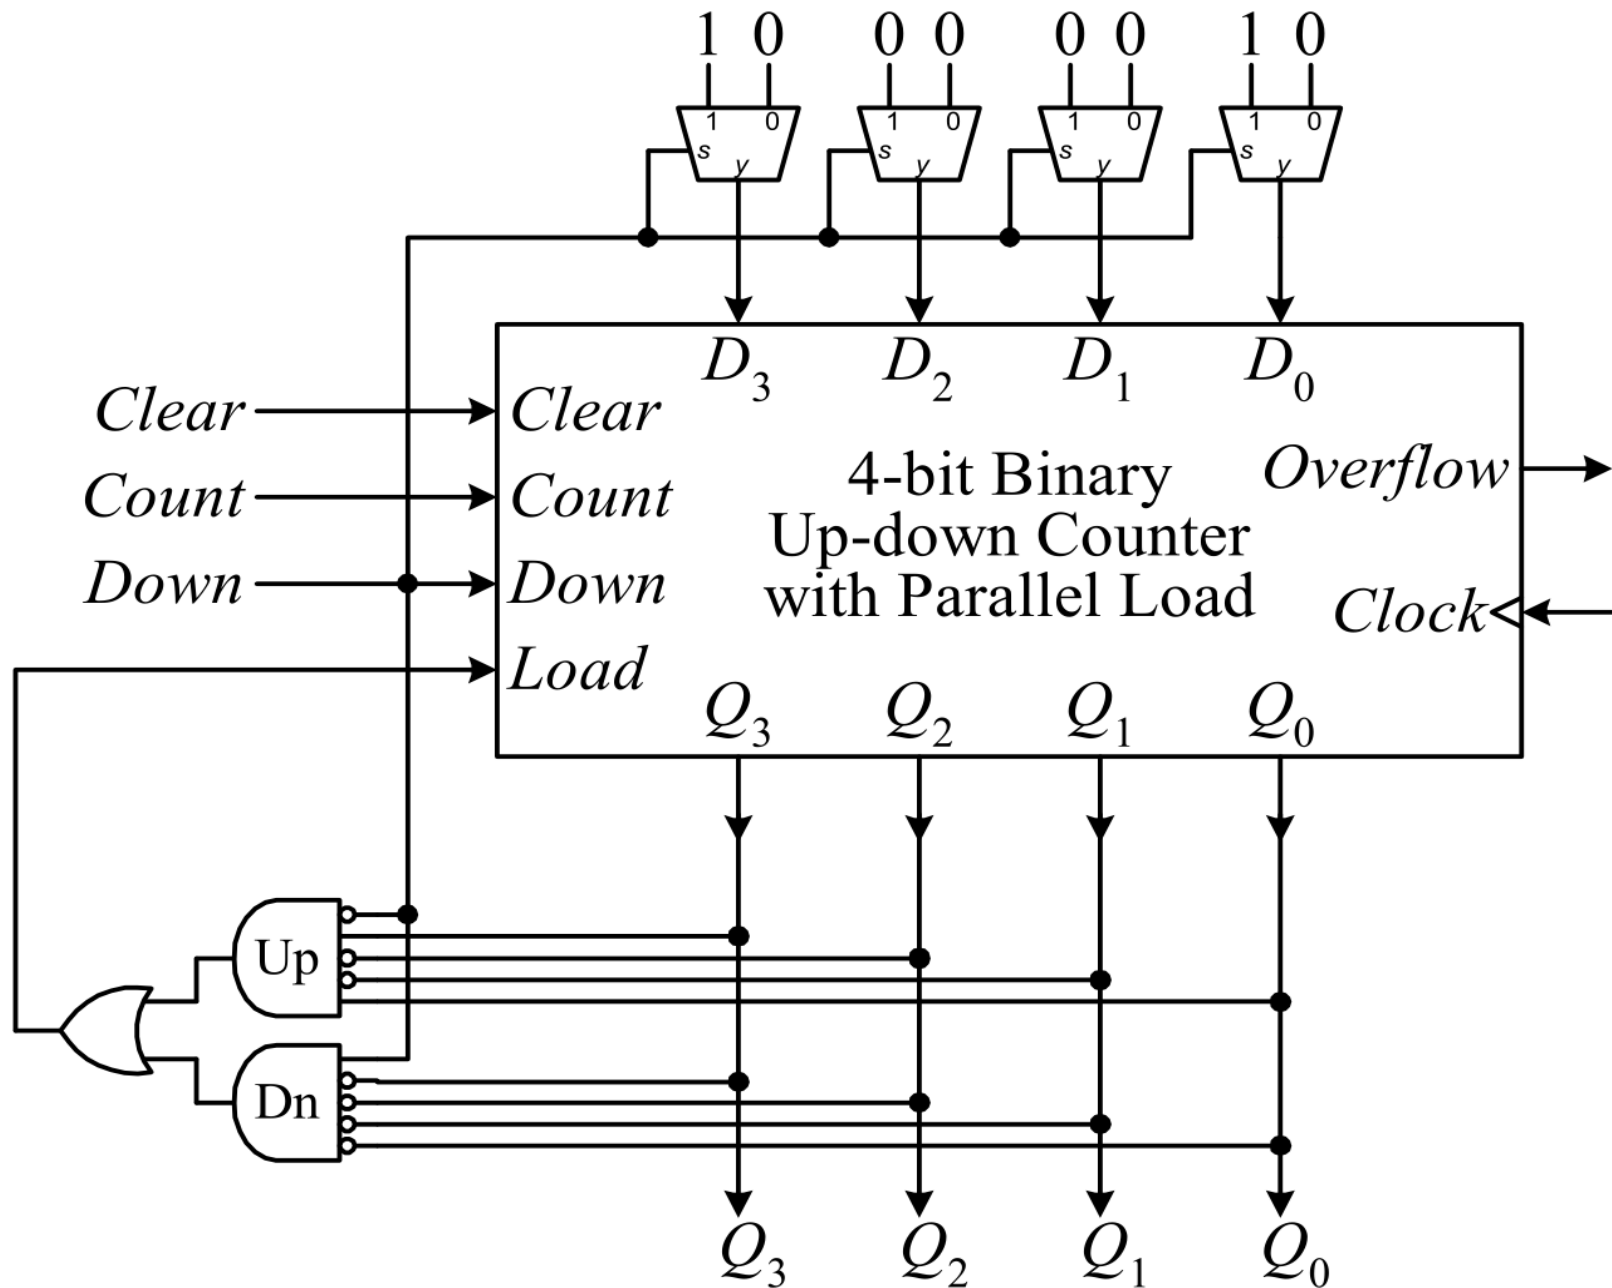 1 0 0 0 0 0 1 0
1 0 1 0 1 0 1 0
s s s s
y y y y
D3 D2 D1 D0
Clear Clear
4-bit Binary
Overflow
Count Count
Up-down Counter
Down Down
with Parallel Load
Clock
Load
Q3 Q2 Q1 Q0
Up
Dn
Q3 Q2 Q1 Q0